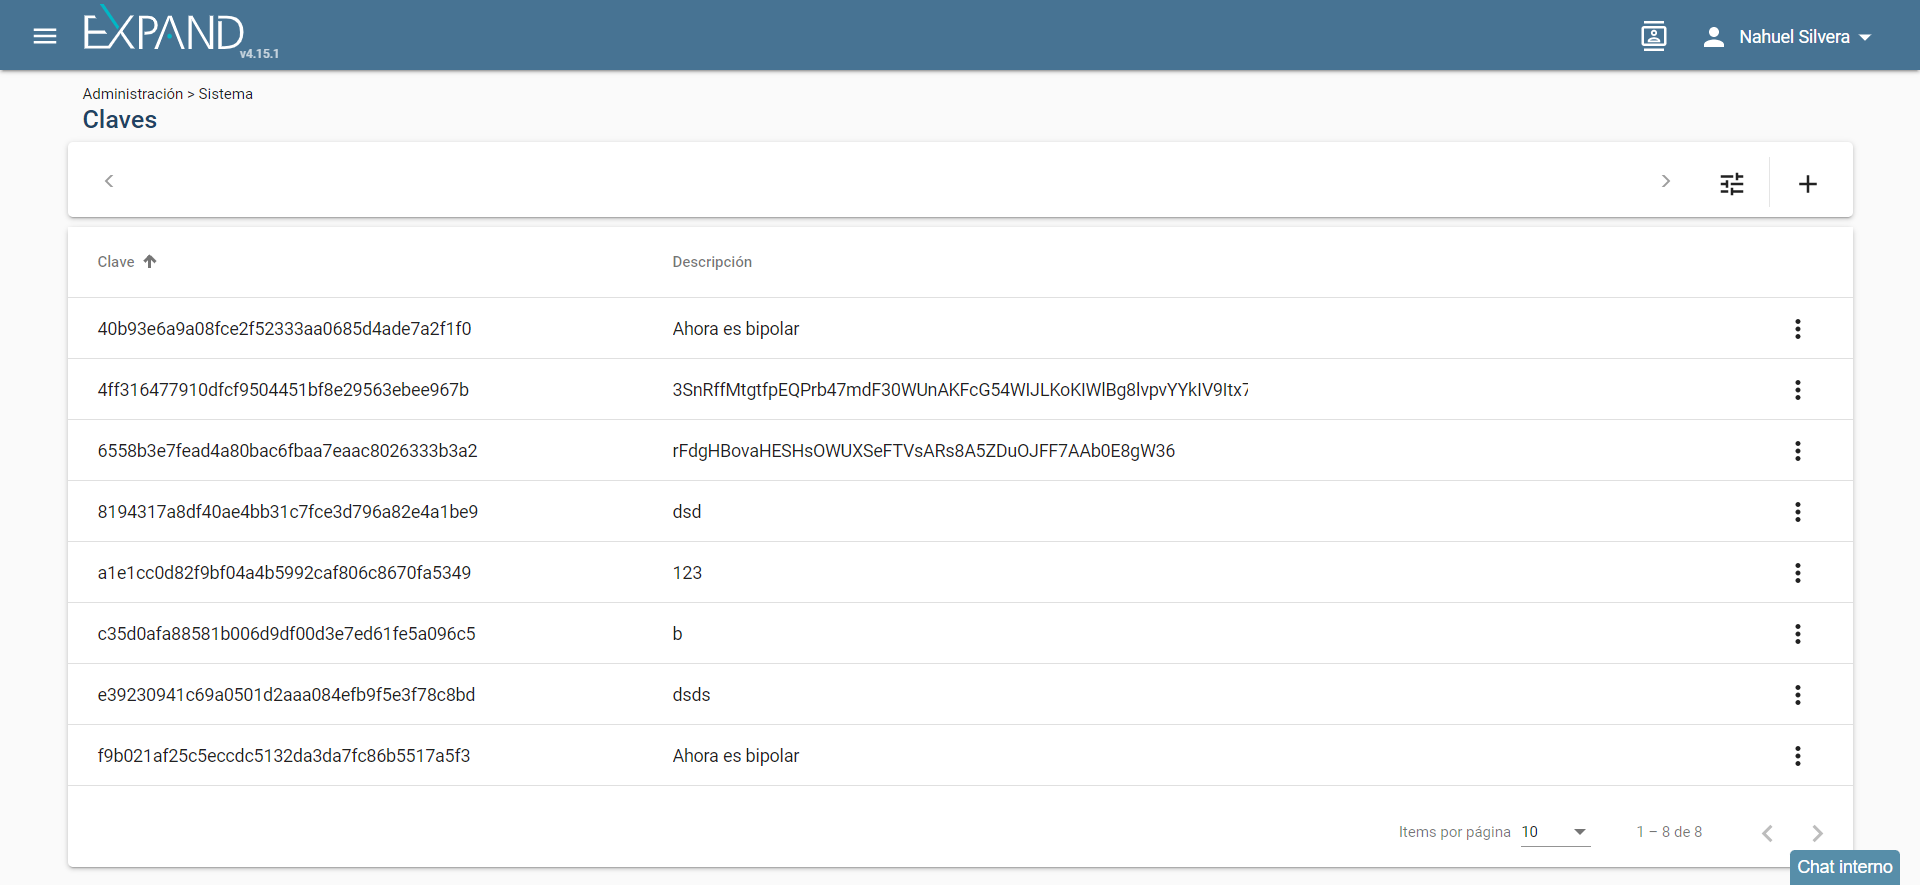 EXPAND
v4.15.1
Nahuel Silvera
Administración > Sistema
Claves
Clave
Descripción
40b93e6a9a08fce2f52333aa0685d4ade7a2f1f0
Ahora es bipolar
4ff316477910dfcf9504451bf8e29563ebee967b
3SnRffMtgtfpEQPrb47mdF30WUnAKFcG54WIJLKoKIWlBg8lvpvYYkIV9Itx7
6558b3e7fead4a80bac6fbaa7eaac8026333b3a2
rFdgHBovaHESHsOWUXSeFTVsARs8A5ZDuOJFF7AAb0E8gW36
8194317a8df40ae4bb31c7fce3d796a82e4a1be9
dsd
a1e1cc0d82f9bf04a4b5992caf806c8670fa5349
123
c35d0afa88581b006d9df00d3e7ed61fe5a096c5
b
e39230941c69a0501d2aaa084efb9f5e3f78c8bd
dsds
f9b021af25c5eccdc5132da3da7fc86b5517a5f3
Ahora es bipolar
Items por página 10
1 – 8 de 8
Chat interno